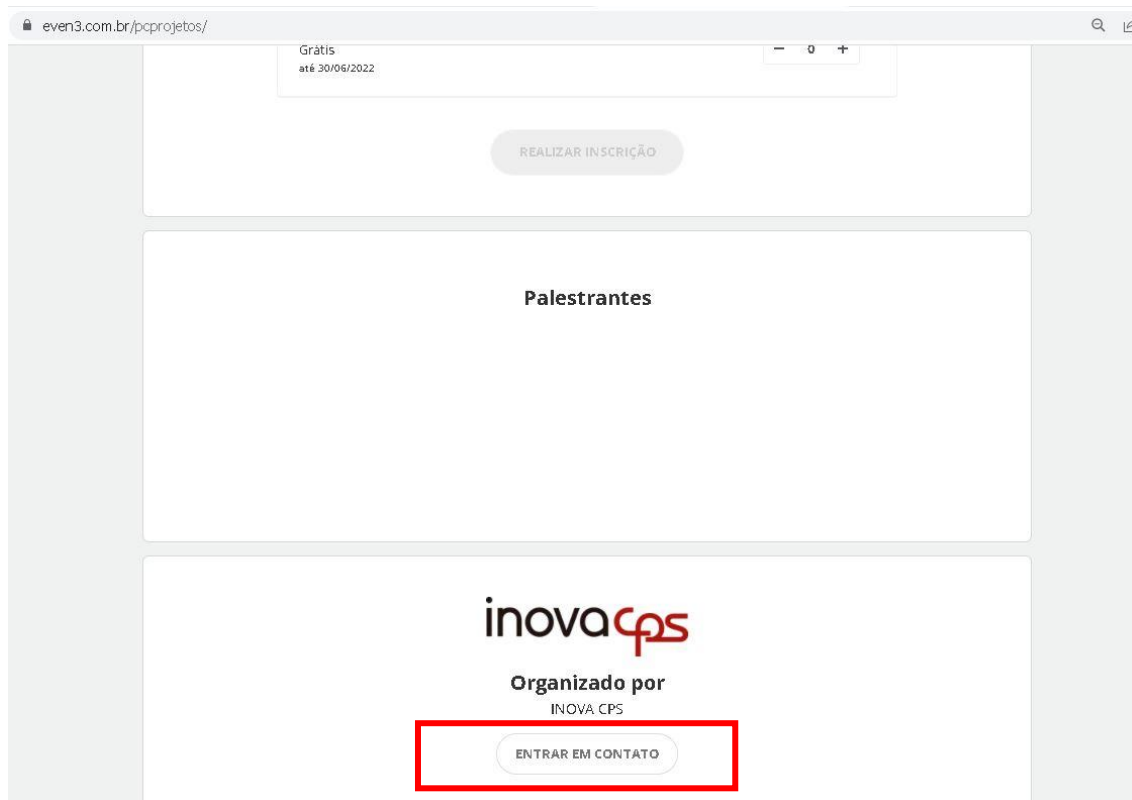 even3.com.br/pcprojetos/
Grátis
− 0 +
até 30/06/2022
REALIZAR INSCRIÇÃO
Palestrantes
inovacps
Organizado por
INOVA CPS
ENTRAR EM CONTATO